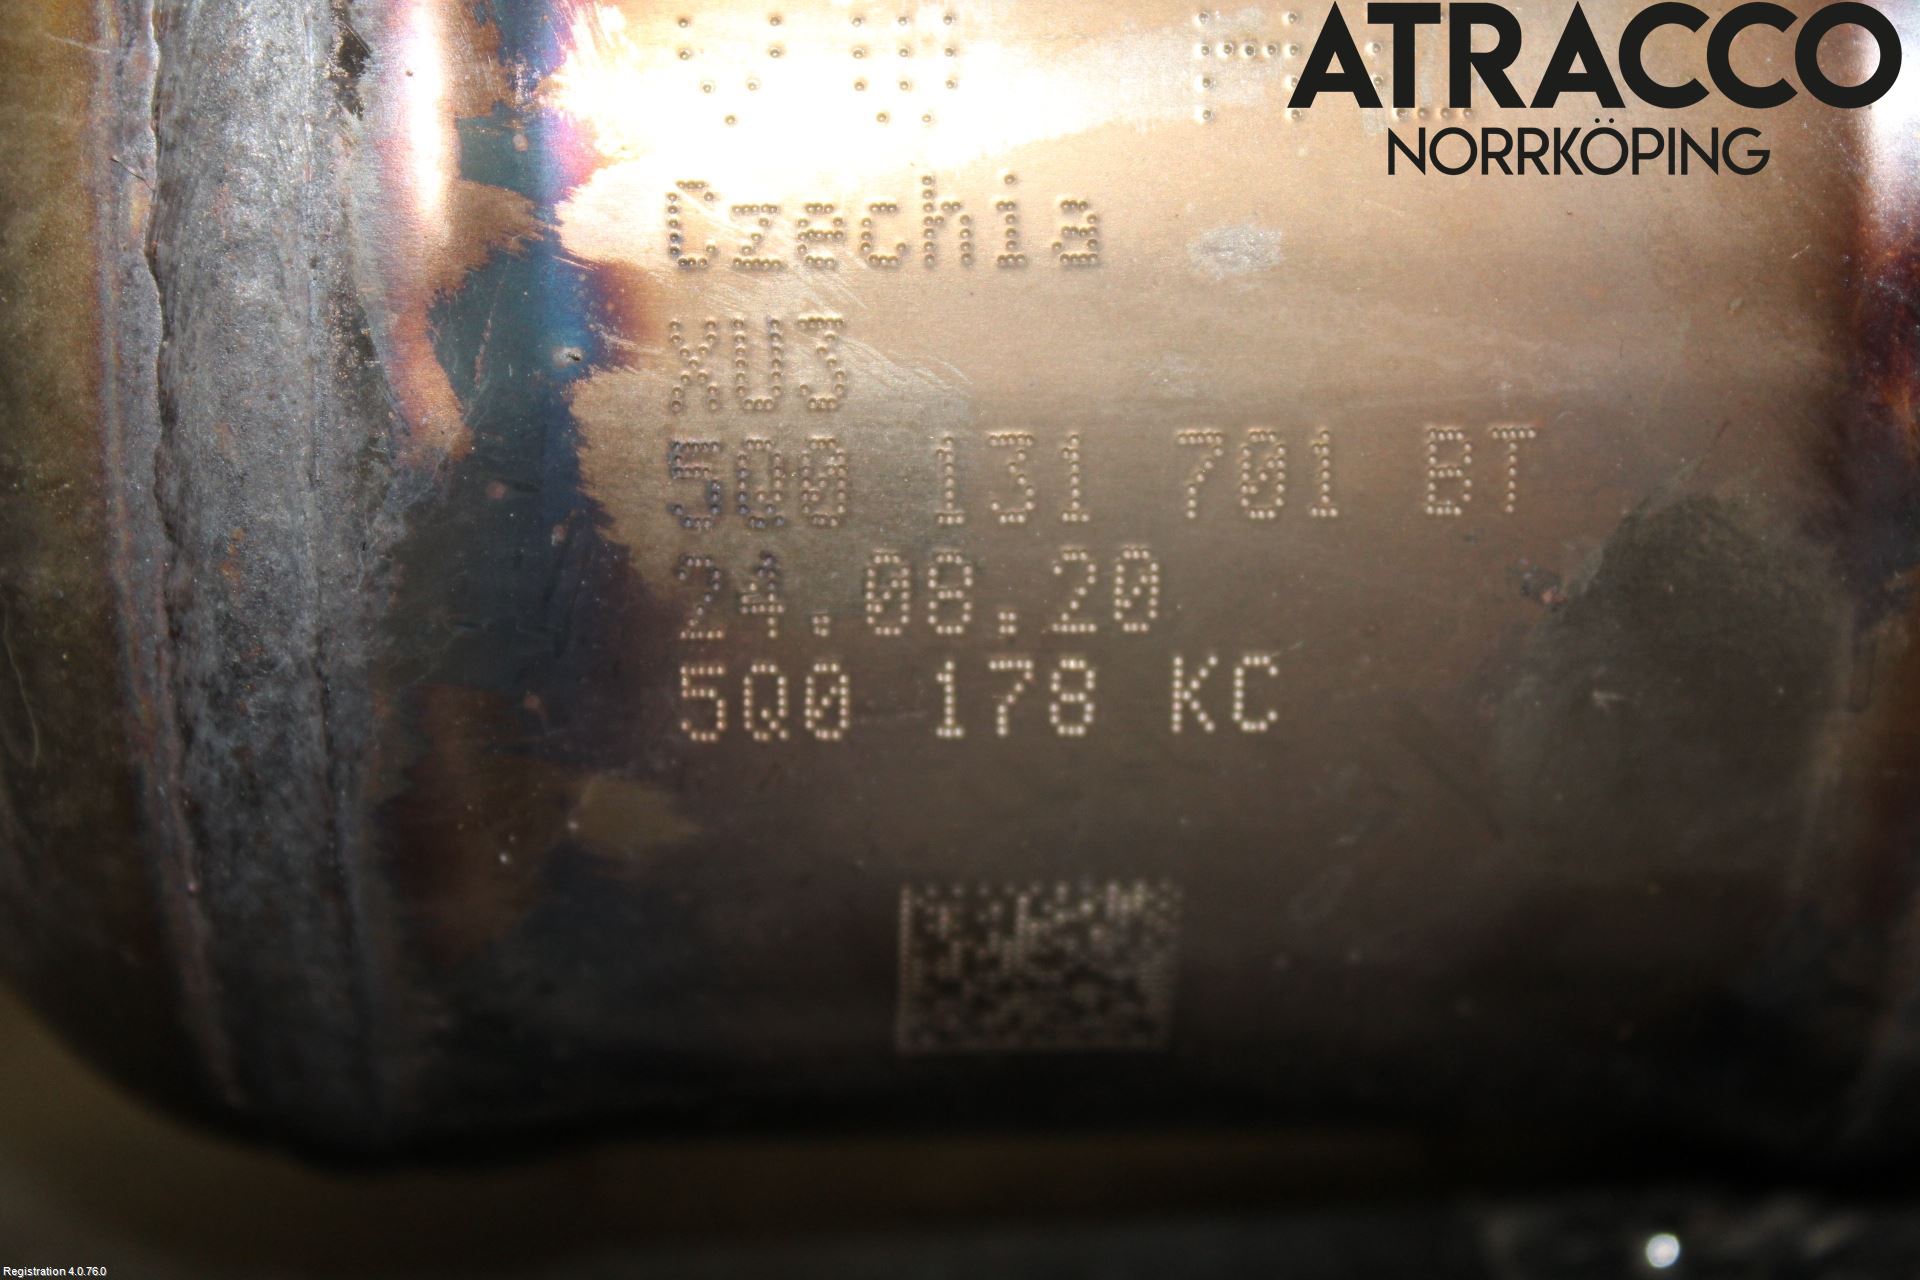 ATRACCO
NORRKÖPING
VW
Czechia
XU3
5Q0 131 701 BT
24.08.20
5Q0 178 KC
Registration 4.0.76.0